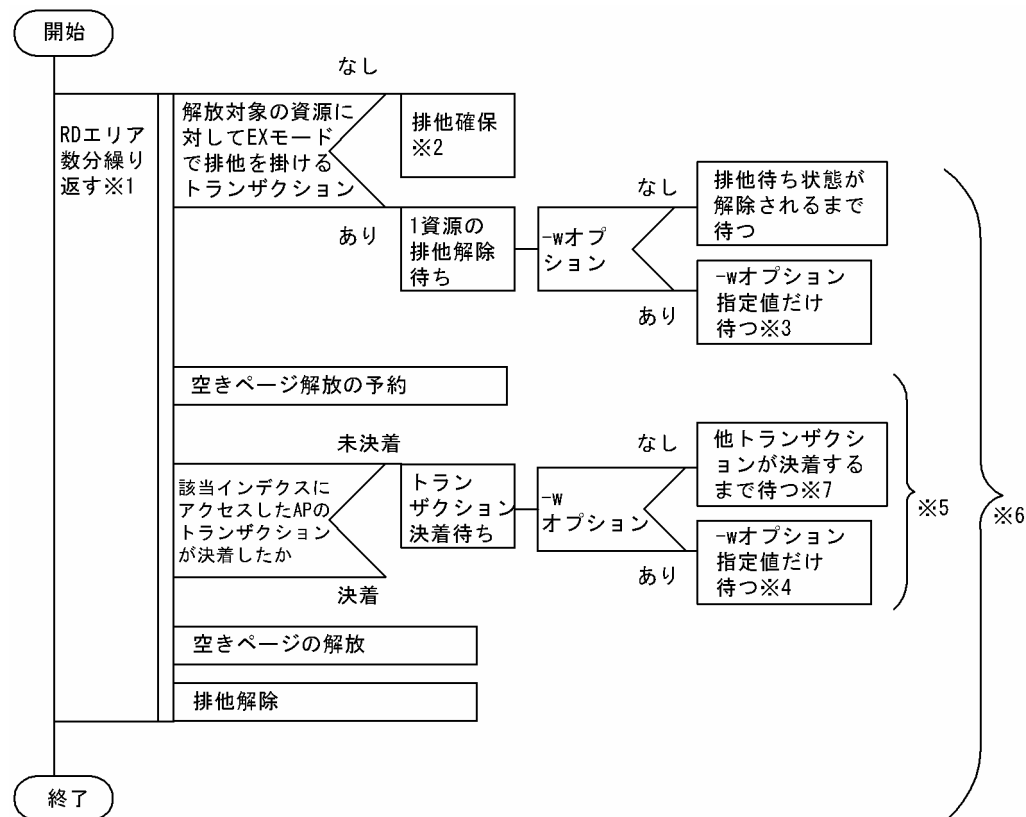 開始
なし
RDエリア
数分繰り
返す※1
解放対象の資源に
対してEXモード
で排他を掛ける
トランザクション
排他確保
※2
あり
1資源の
排他解除
待ち
-wオプ
ション
なし
排他待ち状態が
解除されるまで
待つ
あり
-wオプション
指定値だけ
待つ※3
空きページ解放の予約
未決着
該当インデクスに
アクセスしたAPの
トランザクション
が決着したか
決着
トラン
ザクション
決着待ち
-w
オプション
なし
他トランザクシ
ョンが決着する
まで待つ※7
あり
-wオプション
指定値だけ
待つ※4
※5
※6
空きページの解放
排他解除
終了